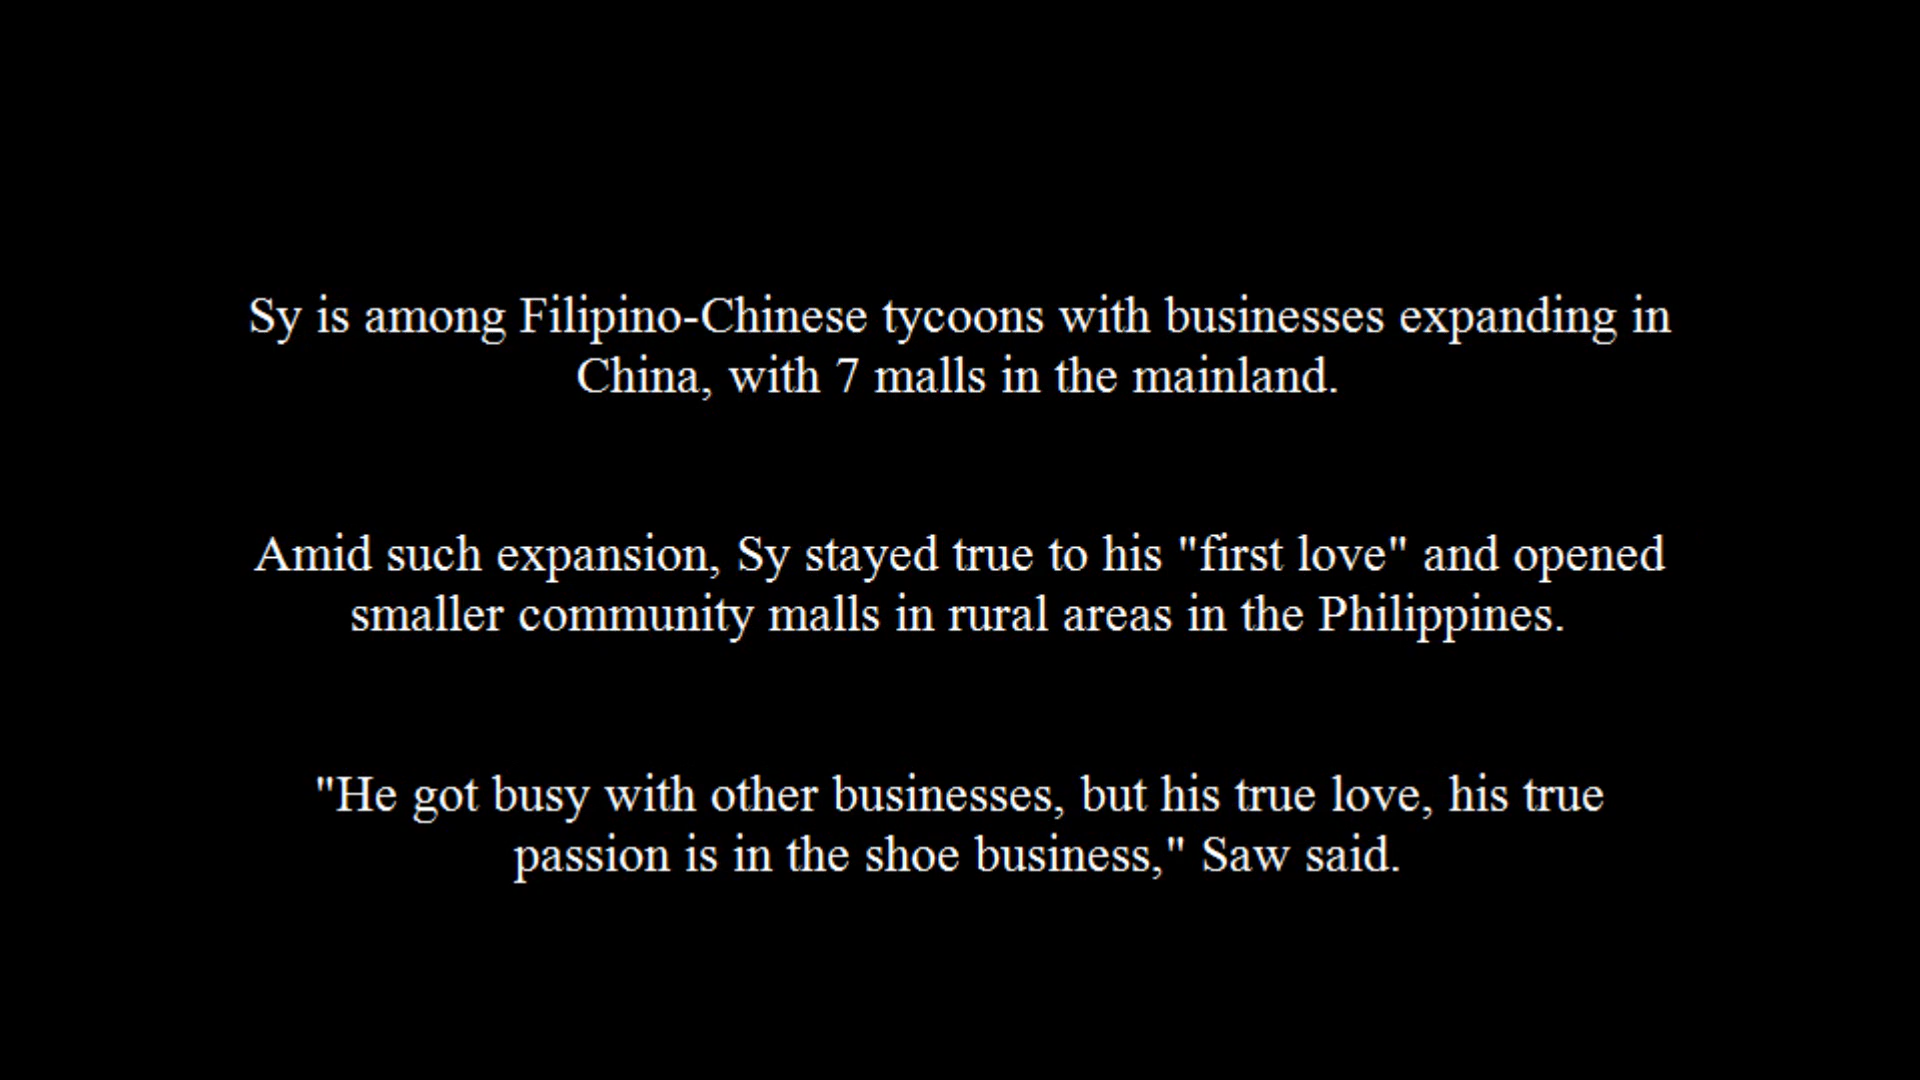 Sy is among Filipino-Chinese tycoons with businesses expanding in
China, with 7 malls in the mainland.
Amid such expansion, Sy stayed true to his "first love" and opened
smaller community malls in rural areas in the Philippines.
"He got busy with other businesses, but his true love, his true
passion is in the shoe business," Saw said.